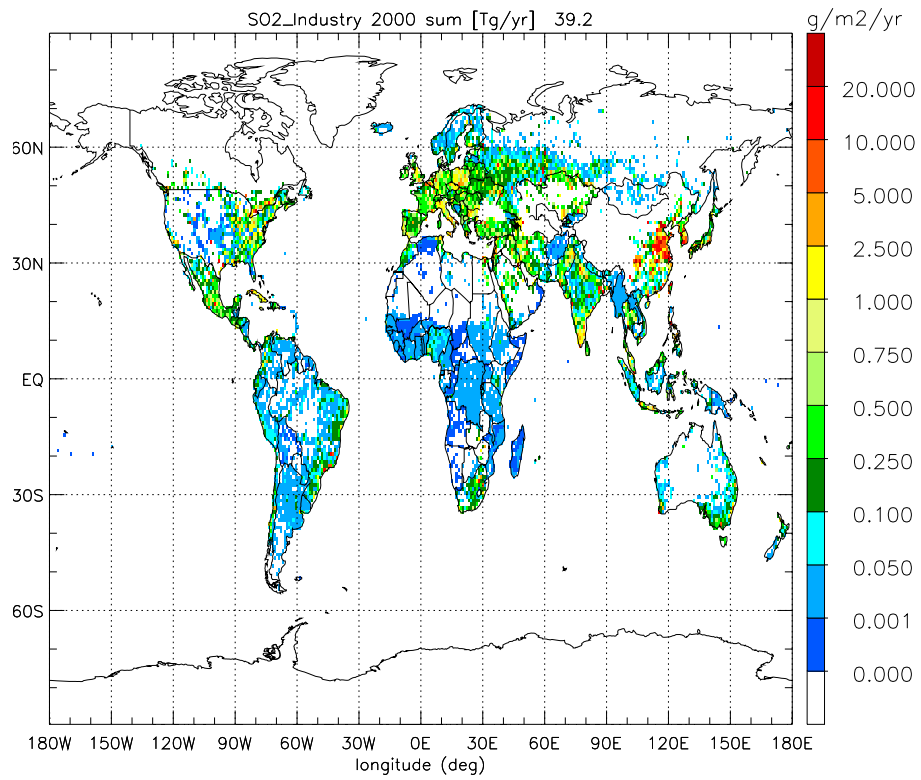 SO2_Industry 2000 sum [Tg/yr] 39.2
g/m2/yr
20.000
10.000
5.000
2.500
1.000
0.750
0.500
0.250
0.100
0.050
0.001
0.000
60N
30N
EQ
30S
60S
180W 150W 120W 90W 60W 30W 0E 30E 60E 90E 120E 150E 180E
longitude (deg)